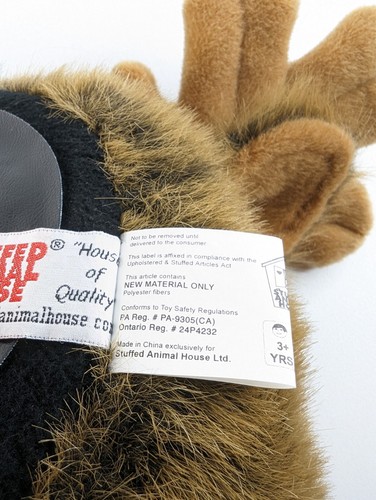 "Hous
of
Quality
animalhouse co
®
Not to be removed until
delivered to the consumer
This label is affixed in compliance with the
Upholstered & Stuffed Articles Act
This article contains
NEW MATERIAL ONLY
Polyester fibers
Conforms to Toy Safety Regulations
PA Reg. # PA-9305(CA)
Ontario Reg. # 24P4232
Made in China exclusively for
Stuffed Animal House Ltd.
3+
YRS